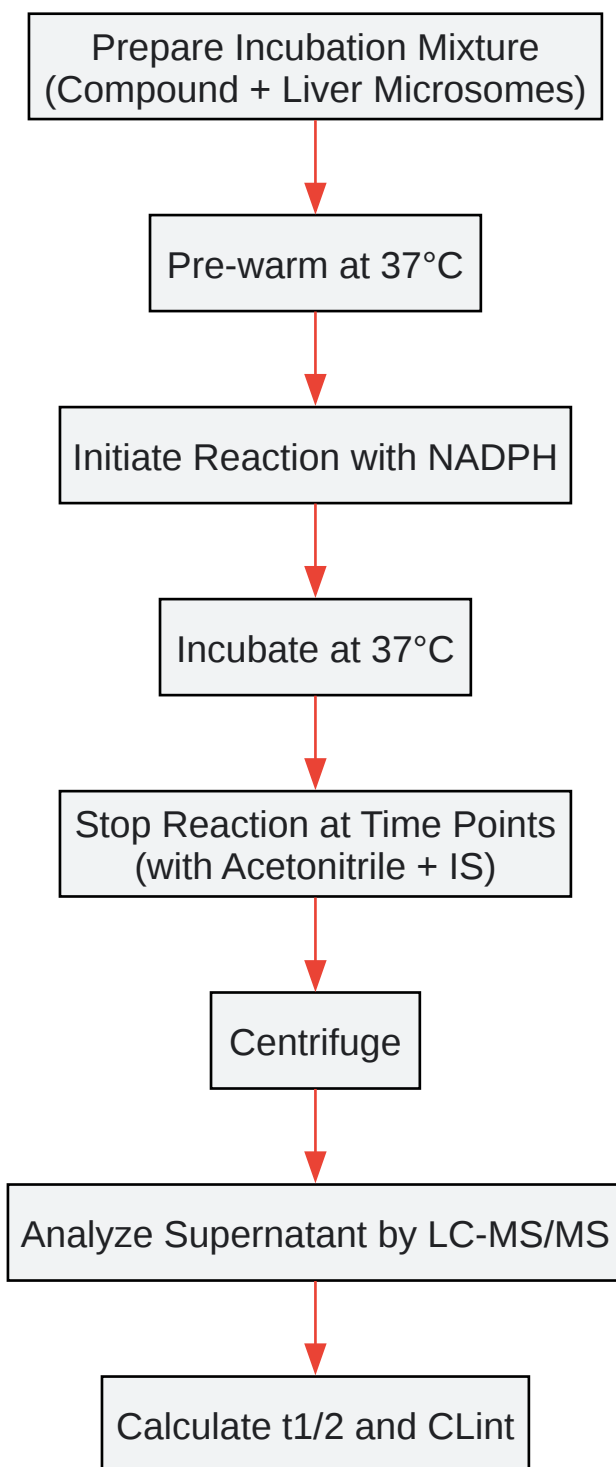 Prepare Incubation Mixture
(Compound + Liver Microsomes)
Pre-warm at 37°C
Initiate Reaction with NADPH
Incubate at 37°C
Stop Reaction at Time Points
(with Acetonitrile + IS)
Centrifuge
Analyze Supernatant by LC-MS/MS
Calculate t1/2 and CLint